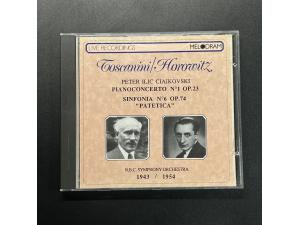 LIVE RECORDINGS
MELODRAM
Toscanini/Horowitz
PETER ILIC CIAIKOVSKI
PIANOCONCERTO N°1 OP.23
SINFONIA N°6 OP.74
"PATETICA"
N.B.C. SYMPHONY ORCHESTRA
1943 / 1954